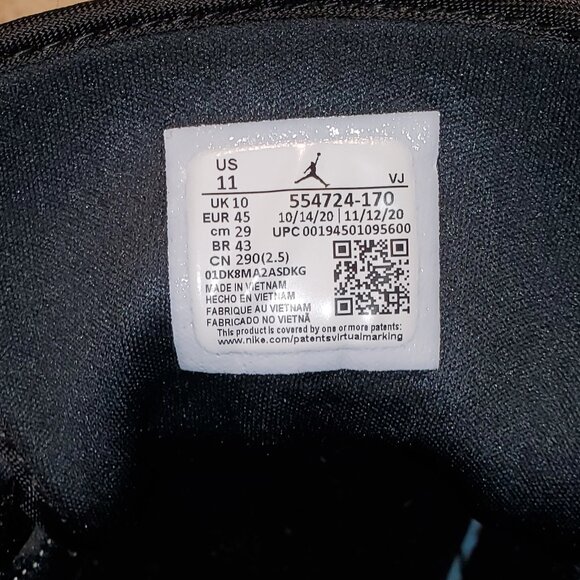 US
11 VJ
UK 10 554724-170
EUR 45 10/14/20 11/12/20
cm 29 UPC 00194501095600
BR 43
CN 290(2.5)
01DK8MA2ASDKG
MADE IN VIETNAM
HECHO EN VIETNAM
FABRIQUE AU VIETNAM
FABRICADO NO VIETNÃ
This product is covered by one or more patents:
www.nike.com/patentsvirtualmarking